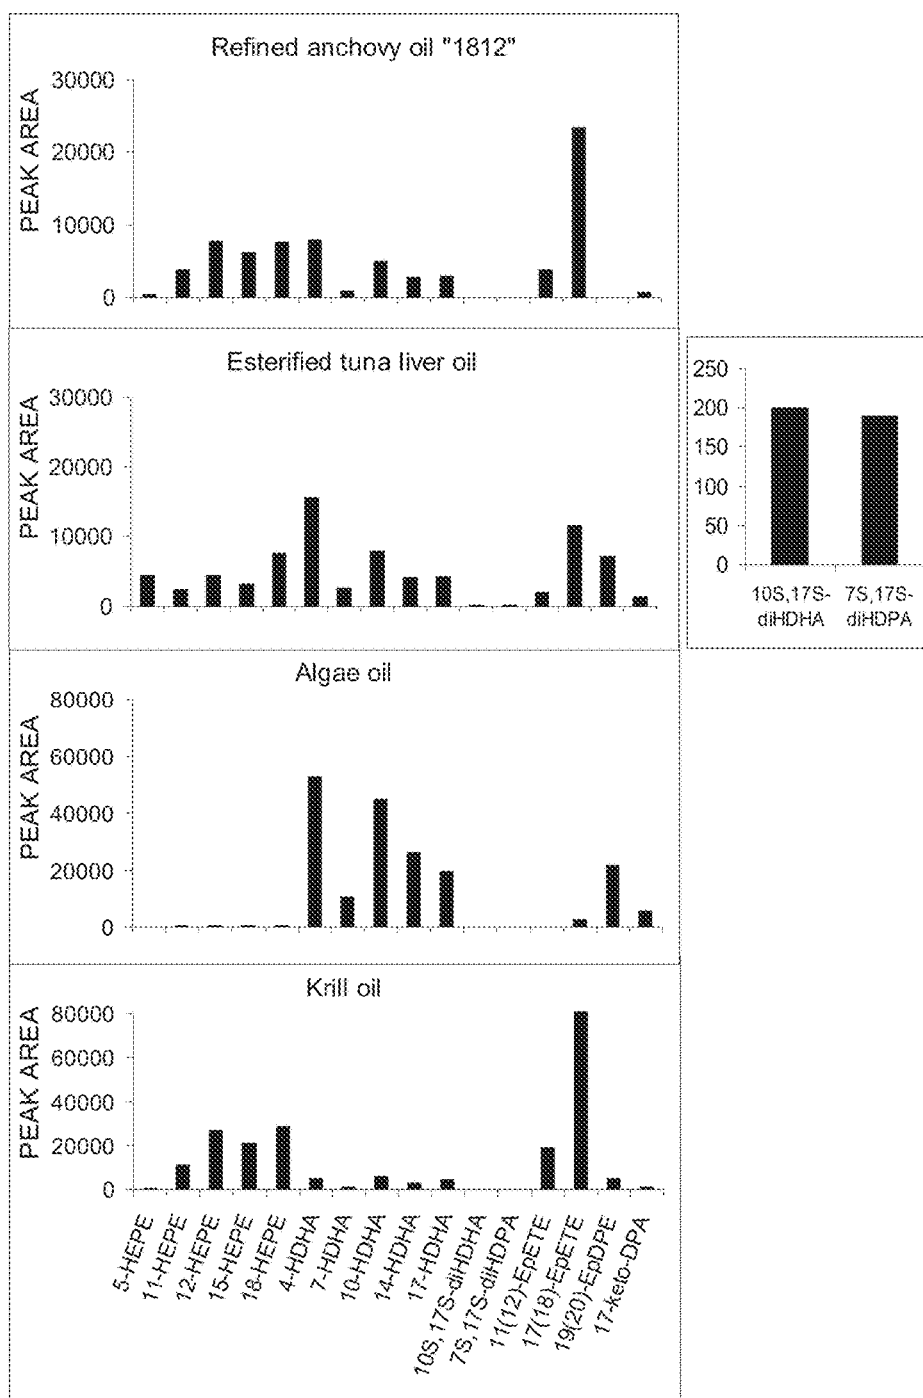 Refined anchovy oil "1812"
PEAK AREA
30000
20000
10000
0
Esterified tuna liver oil
PEAK AREA
30000
20000
10000
0
250
200
150
100
50
0
10S,17S- 7S,17S-
diHDHA diHDPA
Algae oil
PEAK AREA
80000
60000
40000
20000
0
Krill oil
PEAK AREA
80000
60000
40000
20000
0
5-HEPE
11-HEPE
12-HEPE
15-HEPE
18-HEPE
4-HDHA
7-HDHA
10-HDHA
14-HDHA
17-HDHA
10S,17S-diHDHA
7S,17S-diHDPA
11(12)-EpETE
17(18)-EpETE
19(20)-EpDPE
17-keto-DPA